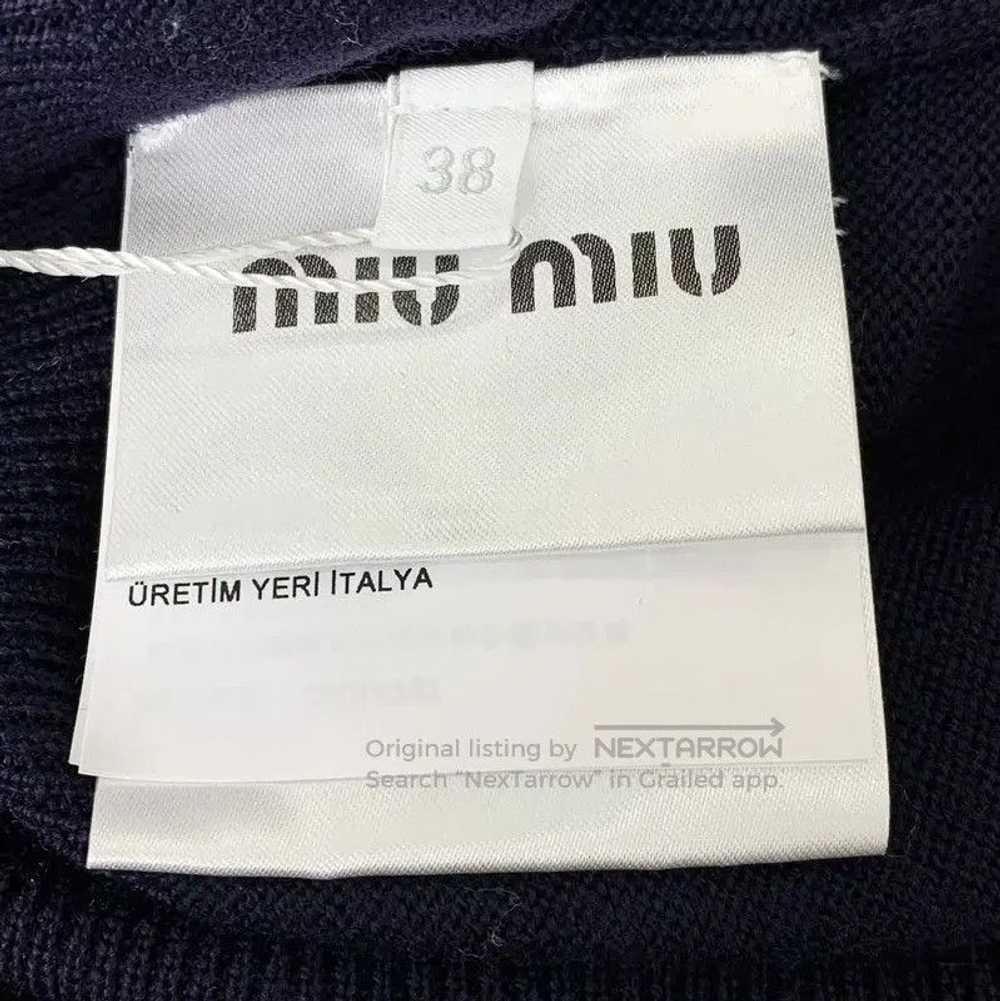 38
miu miu
ÜRETİM YERİ İTALYA
Original listing by NEXTARROW
Search "NexTarrow" in Grailed app.